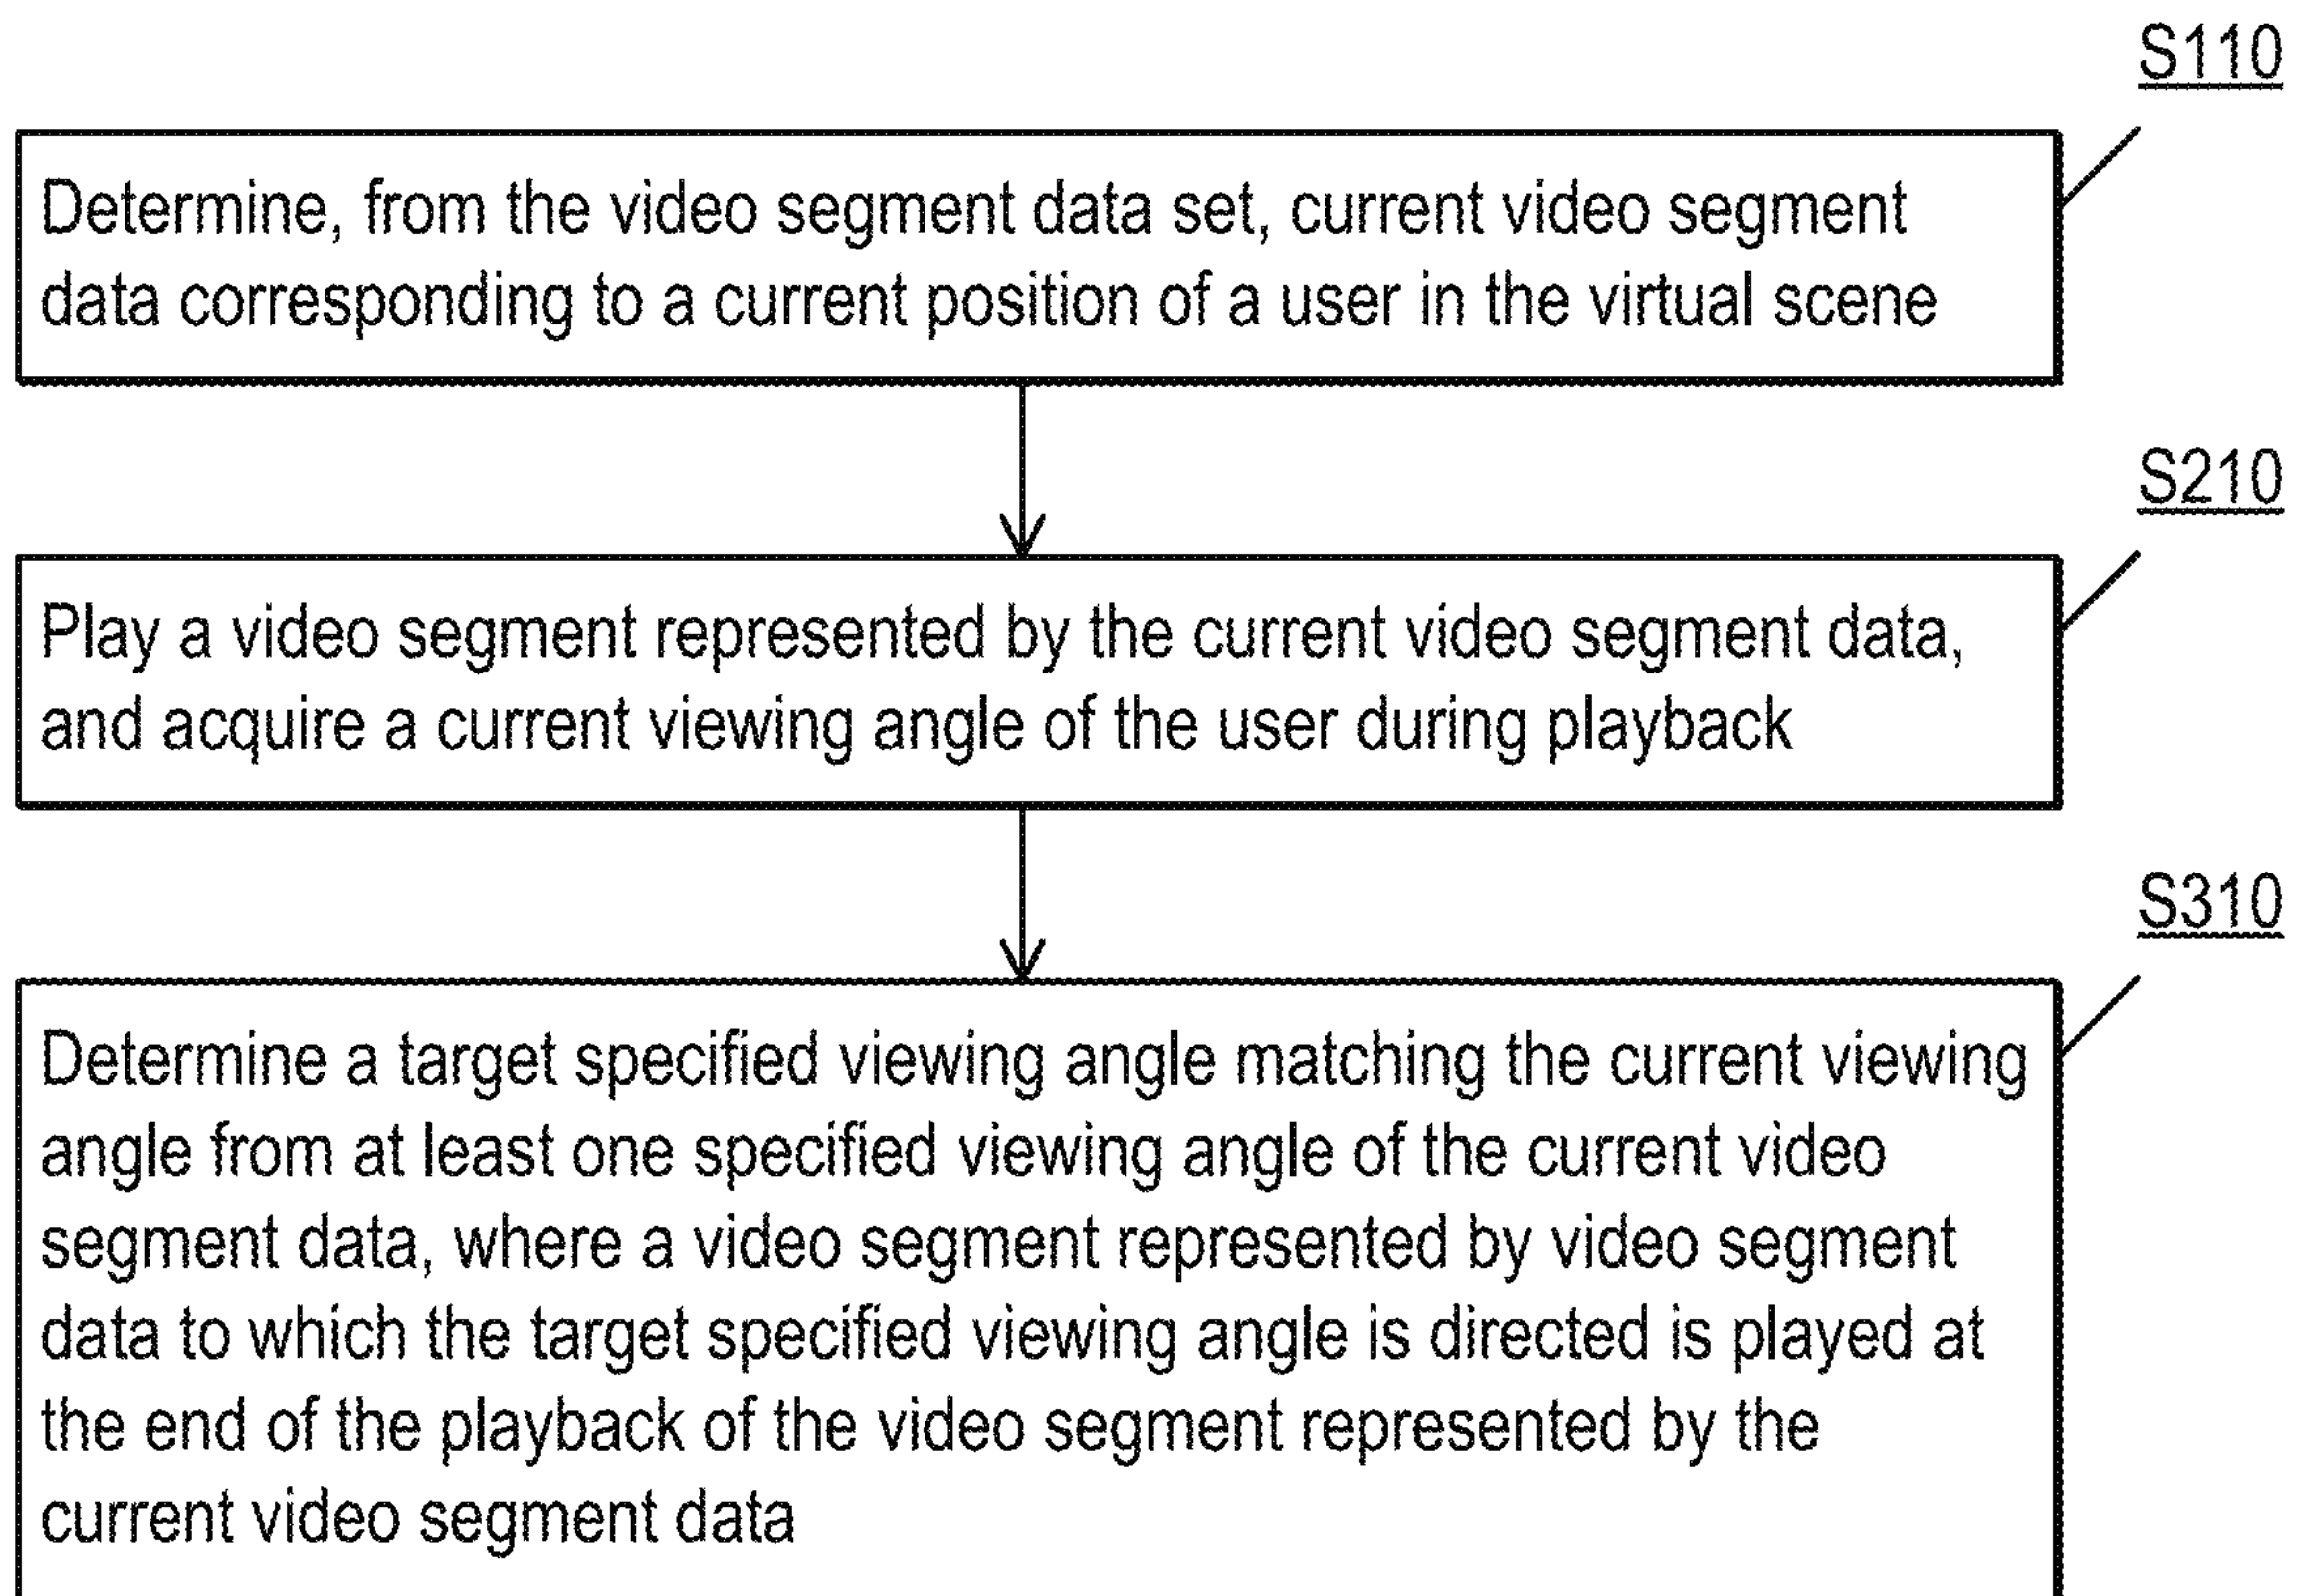 S110
Determine, from the video segment data set, current video segment
data corresponding to a current position of a user in the virtual scene
S210
Play a video segment represented by the current video segment data,
and acquire a current viewing angle of the user during playback
S310
Determine a target specified viewing angle matching the current viewing
angle from at least one specified viewing angle of the current video
segment data, where a video segment represented by video segment
data to which the target specified viewing angle is directed is played at
the end of the playback of the video segment represented by the
current video segment data